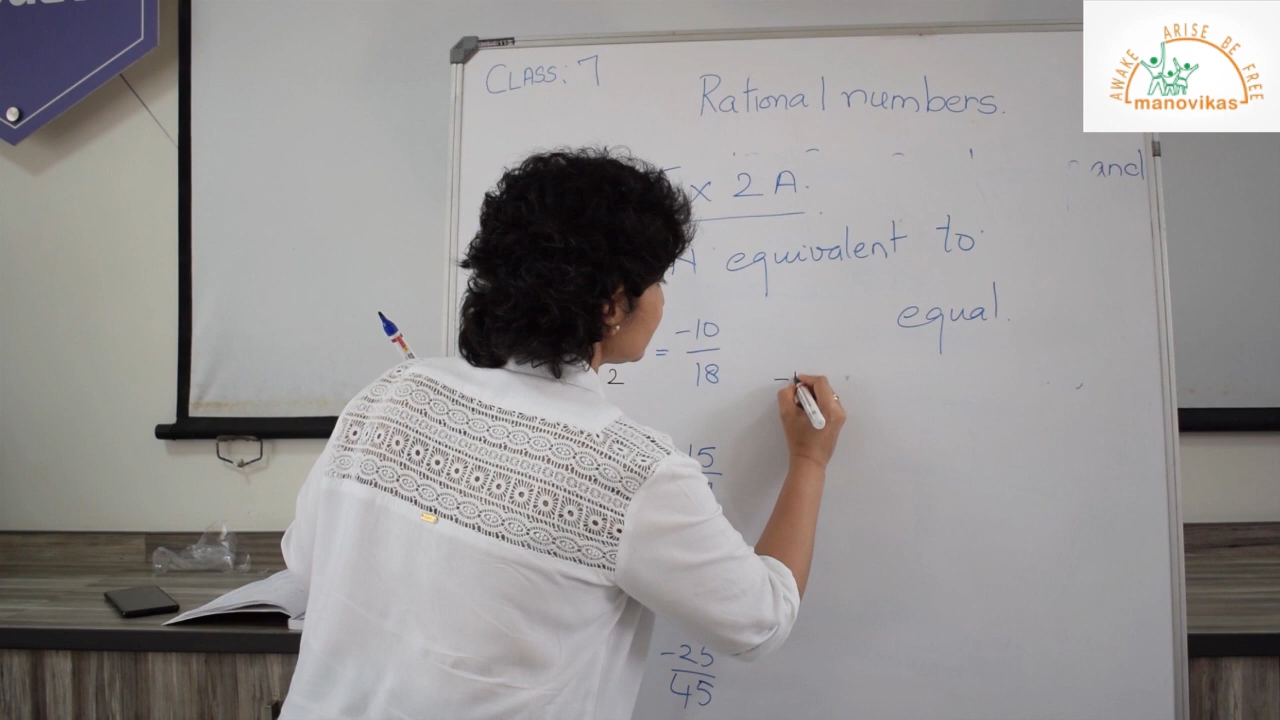 AWAKE ARISE BE FREE
manovikas
CLASS: 7
Rational numbers.
and
x 2A.
equivalent to
equal.
= -10
18
2
-
15
-25
45